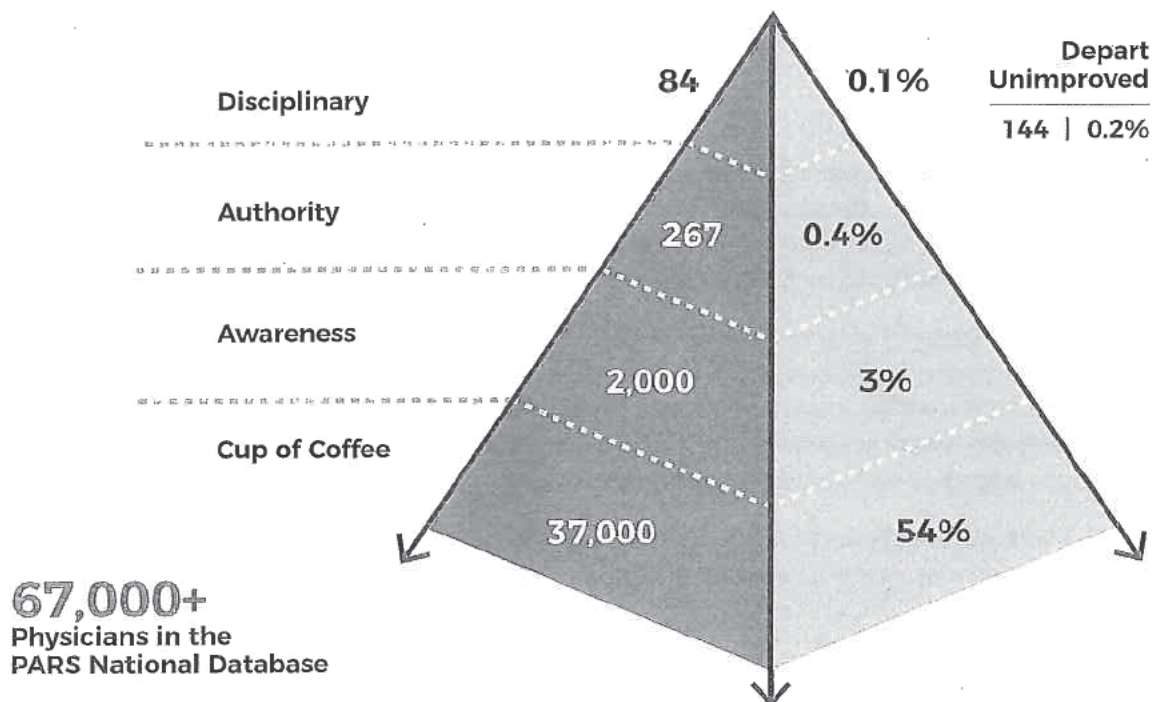 Depart
Unimproved
144 | 0.2%
Disciplinary
84
0.1%
Authority
267
0.4%
Awareness
2,000
3%
Cup of Coffee
37,000
54%
67,000+
Physicians in the
PARS National Database